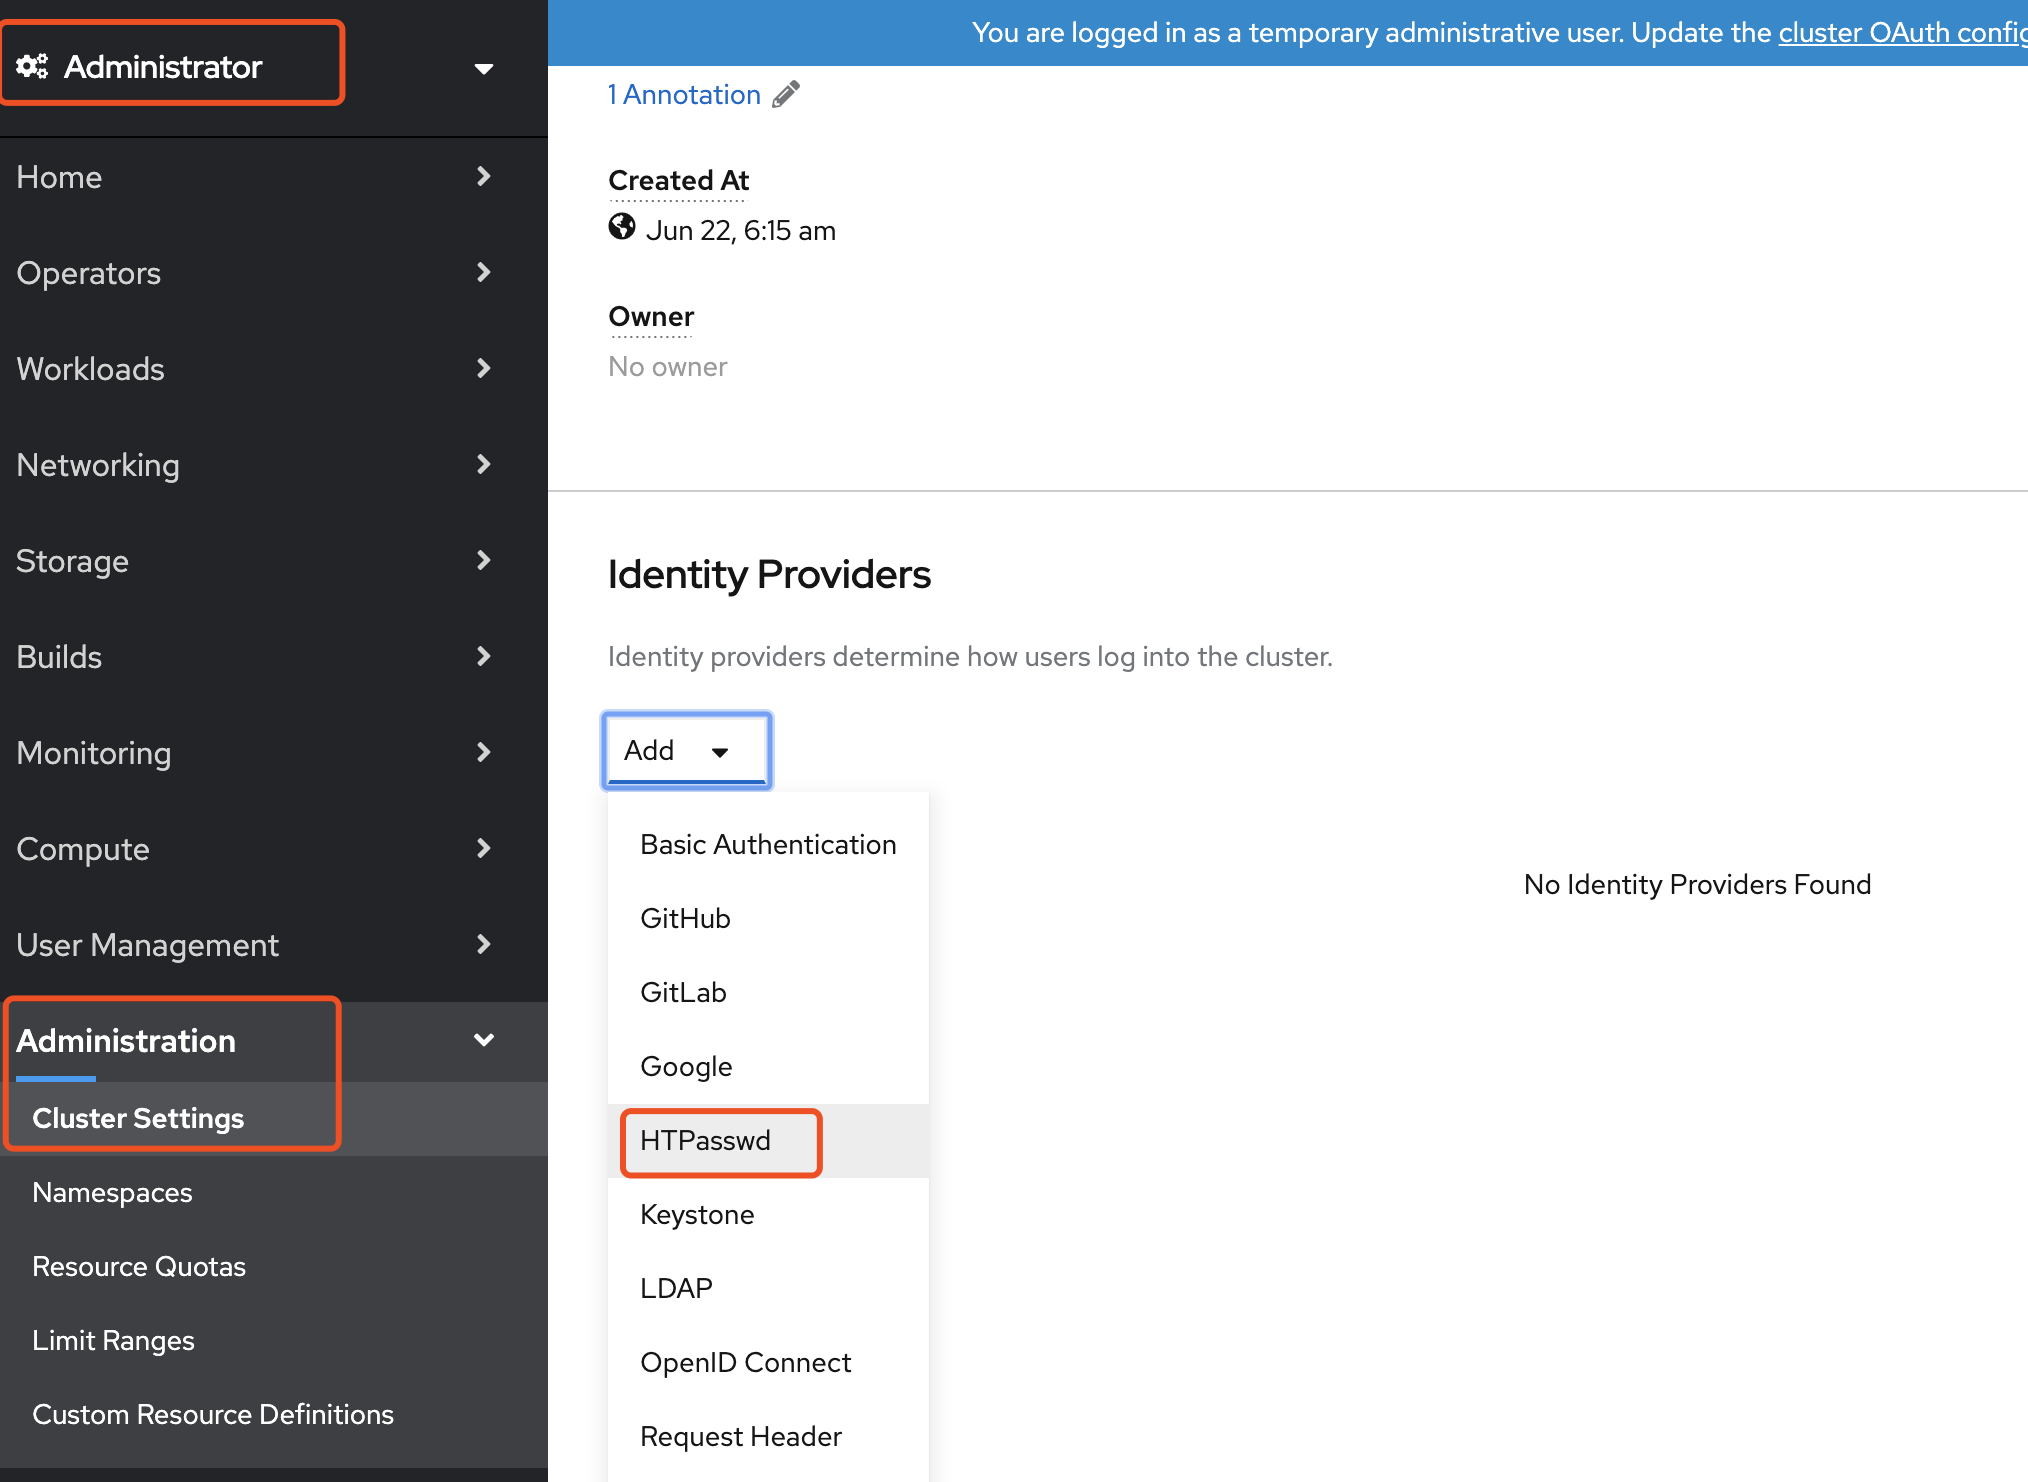 Administrator
Home
Operators
Workloads
Networking
Storage
Builds
Monitoring
Compute
User Management
Administration
Cluster Settings
Namespaces
Resource Quotas
Limit Ranges
Custom Resource Definitions
You are logged in as a temporary administrative user. Update the cluster OAuth config
1 Annotation
Created At
Jun 22, 6:15 am
Owner
No owner
Identity Providers
Identity providers determine how users log into the cluster.
Add
Basic Authentication
GitHub
GitLab
Google
HTPasswd
Keystone
LDAP
OpenID Connect
Request Header
No Identity Providers Found